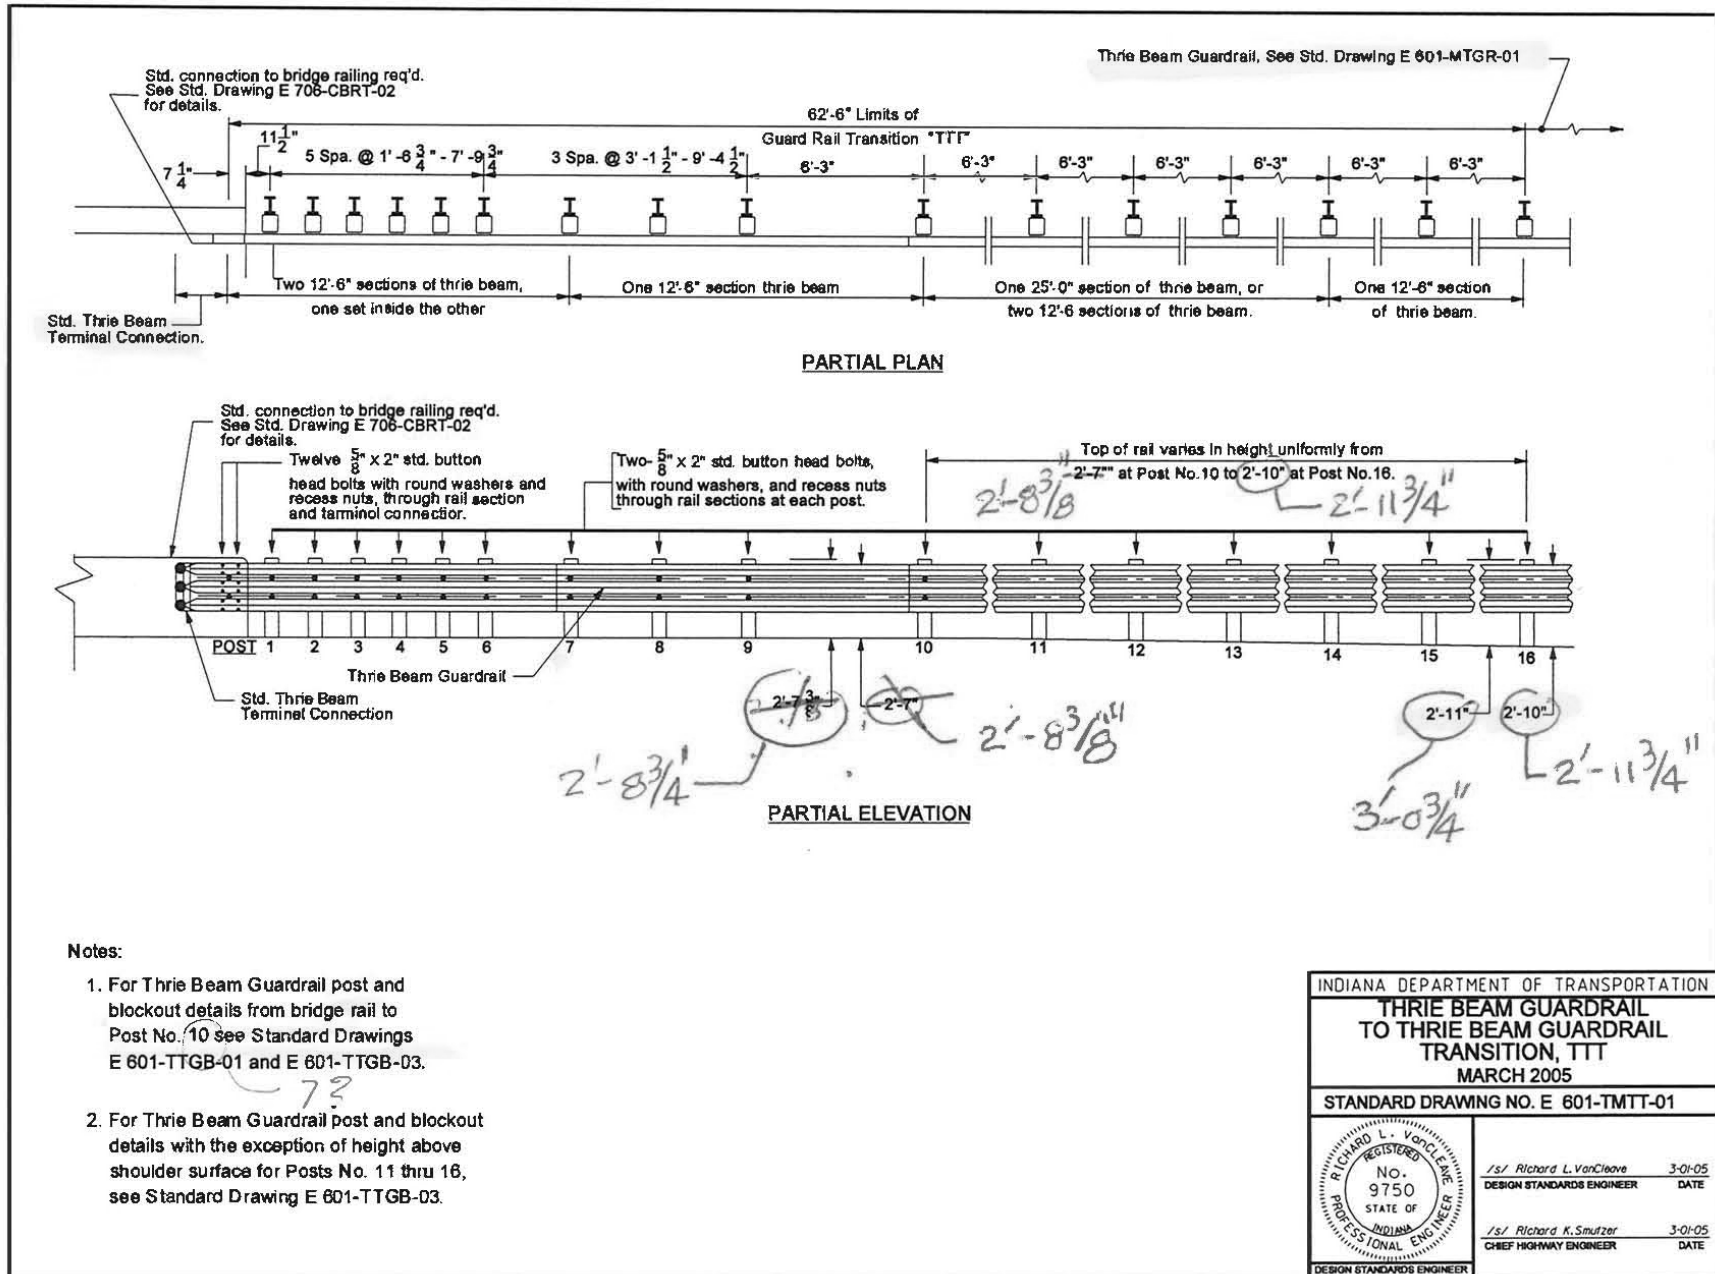 Thrie Beam Guardrail, See Std. Drawing E 601-MTGR-01
Std. connection to bridge railing req'd.
See Std. Drawing E 706-CBRT-02
for details.
62'-6" Limits of
Guard Rail Transition "TTT"
11 1/2"
7 1/4"
5 Spa. @ 1'-6 3/4" - 7'-9 3/4"
3 Spa. @ 3'-1 1/2" - 9'-4 1/2"
6'-3"
6'-3"
6'-3"
6'-3"
6'-3"
6'-3"
6'-3"
Two 12'-6" sections of thrie beam,
one set inside the other
One 12'-6" section thrie beam
One 25'-0" section of thrie beam, or
two 12'-6 sections of thrie beam.
One 12'-6" section
of thrie beam.
Std. Thrie Beam
Terminal Connection.
PARTIAL PLAN
Std. connection to bridge railing req'd.
See Std. Drawing E 706-CBRT-02
for details.
Twelve 5/8" x 2" std. button
head bolts with round washers and
recess nuts, through rail section
and tarminol connectior.
Two- 5/8" x 2" std. button head bolts,
with round washers, and recess nuts
through rail sections at each post.
Top of rail varies in height uniformly from
2'-7"" at Post No.10 to 2'-10" at Post No.16.
2'-8 3/8"
2'-11 3/4"
POST 1 2 3 4 5 6 7 8 9 10 11 12 13 14 15 16
Thrie Beam Guardrail
Std. Thrie Beam
Terminal Connection
2'-7 3/8"
2'-7"
2'-11"
2'-10"
2'-8 3/4"
2'-8 3/8"
3'-0 3/4"
2'-11 3/4"
PARTIAL ELEVATION
Notes:
1. For Thrie Beam Guardrail post and
blockout details from bridge rail to
Post No. 10 see Standard Drawings
E 601-TTGB-01 and E 601-TTGB-03.
7?
2. For Thrie Beam Guardrail post and blockout
details with the exception of height above
shoulder surface for Posts No. 11 thru 16,
see Standard Drawing E 601-TTGB-03.
INDIANA DEPARTMENT OF TRANSPORTATION
THRIE BEAM GUARDRAIL
TO THRIE BEAM GUARDRAIL
TRANSITION, TTT
MARCH 2005
STANDARD DRAWING NO. E 601-TMTT-01
RICHARD L. VanCLEAVE
REGISTERED
No.
9750
STATE OF
INDIANA
PROFESSIONAL ENGINEER
DESIGN STANDARDS ENGINEER
/s/ Richard L. VanCleave 3-01-05
DESIGN STANDARDS ENGINEER DATE
/s/ Richard K. Smutzer 3-01-05
CHIEF HIGHWAY ENGINEER DATE